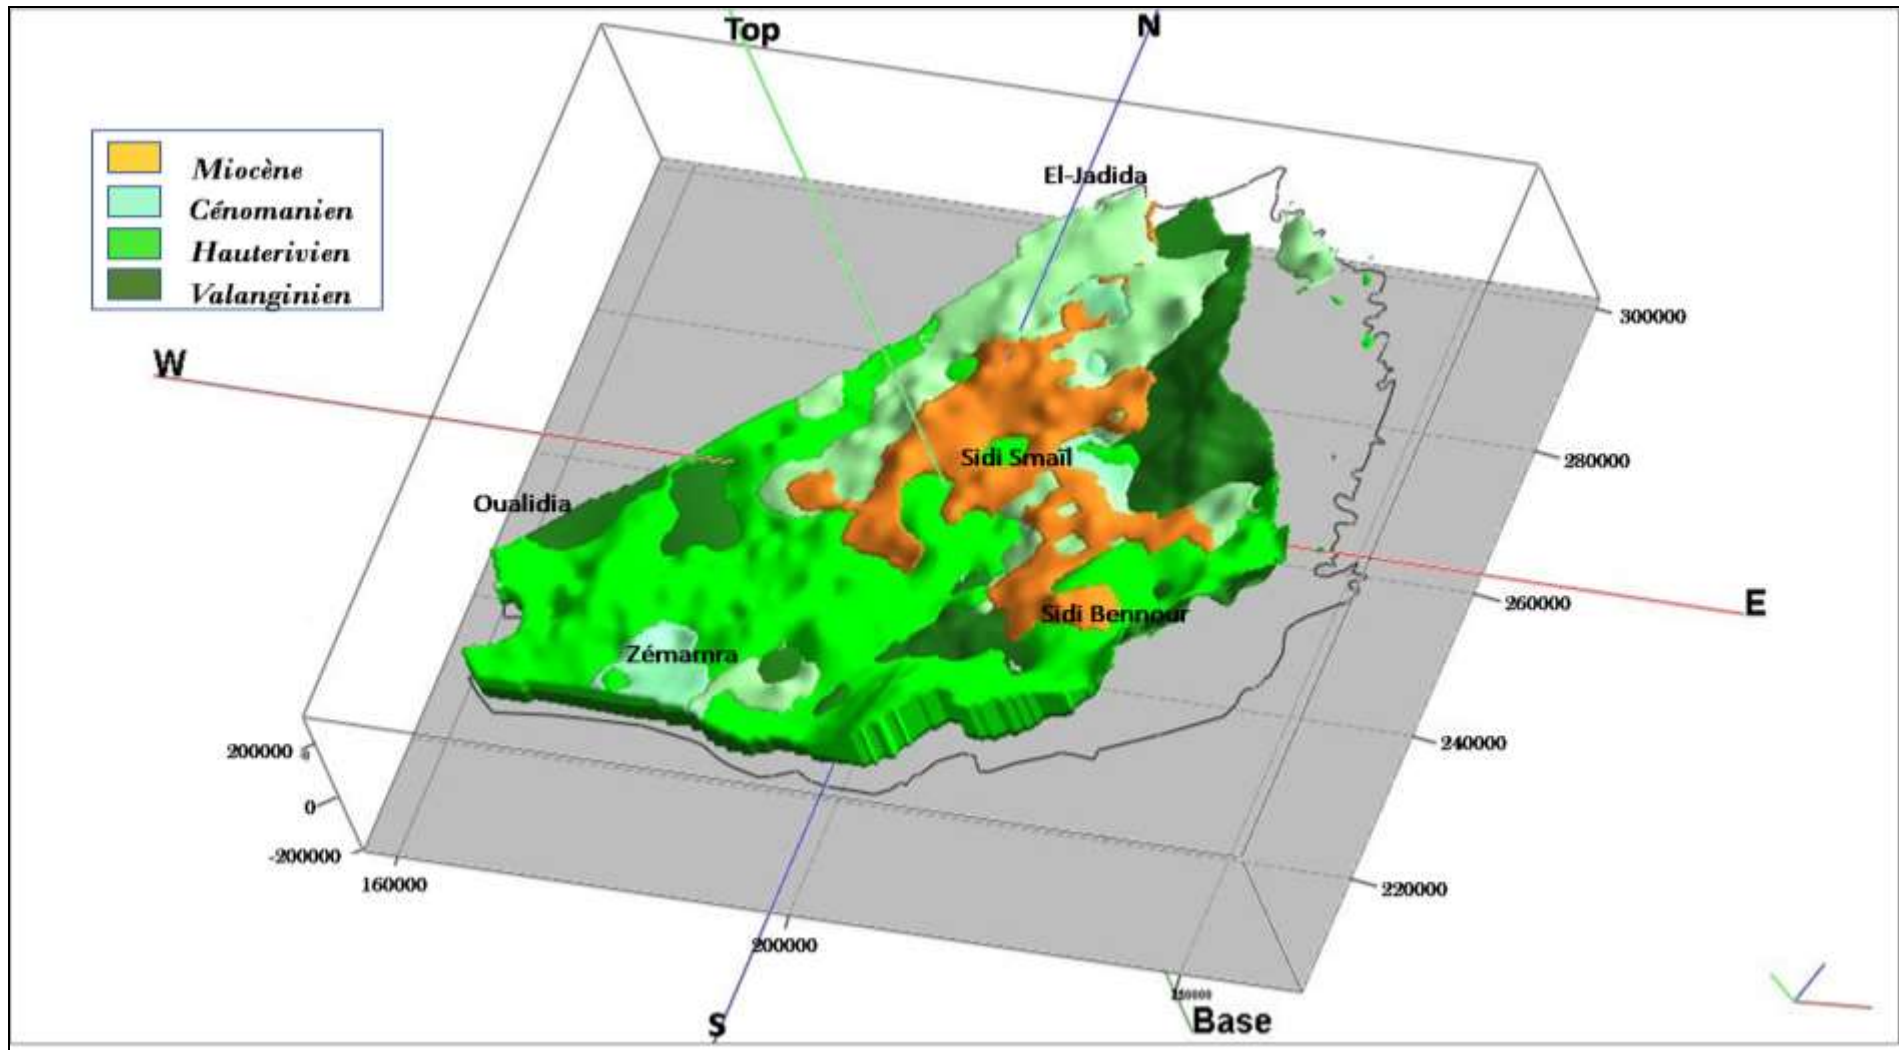 Top
N
Miocène
Cénomanien
Hauterivien
Valanginien
El-Jadida
300000
W
Sidi Smaïl
280000
Oualidia
260000
E
Sidi Bennour
Zémamra
240000
200000
0
-200000
160000
220000
200000
S
Base